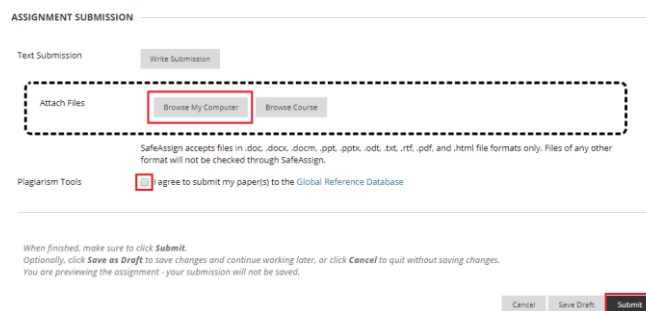 ASSIGNMENT SUBMISSION
Text Submission
Write Submission
Attach Files
Browse My Computer
Browse Course
SafeAssign accepts files in .doc, .docx, .docm, .ppt, .pptx, .odt, .txt, .rtf, .pdf, and .html file formats only. Files of any other
format will not be checked through SafeAssign.
Plagiarism Tools
I agree to submit my paper(s) to the Global Reference Database
When finished, make sure to click Submit.
Optionally, click Save as Draft to save changes and continue working later, or click Cancel to quit without saving changes.
You are previewing the assignment - your submission will not be saved.
Cancel
Save Draft
Submit